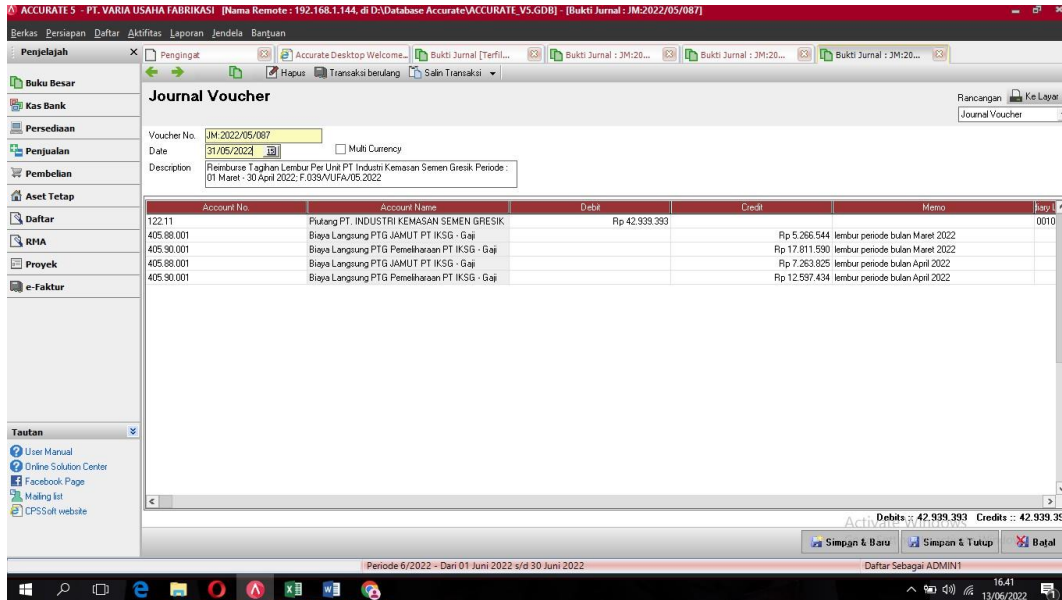 ACCURATE 5 - PT. VARIA USAHA FABRIKASI [Nama Remote : 192.168.1.144, di D:\Database Accurate\ACCURATE_V5.GDB] - [Bukti Jurnal : JM:2022/05/087]
Berkas Persiapan Daftar Aktifitas Laporan Jendela Bantuan
Penjelajah
Pengingat Accurate Desktop Welcome... Bukti Jurnal [Terfil... Bukti Jurnal : JM:20... Bukti Jurnal : JM:20... Bukti Jurnal : JM:20...
Hapus Transaksi berulang Salin Transaksi
Buku Besar
Kas Bank
Persediaan
Penjualan
Pembelian
Aset Tetap
Daftar
RMA
Proyek
e-Faktur
Journal Voucher
Rancangan Ke Layar
Journal Voucher
Voucher No. JM:2022/05/087
Date 31/05/2022 15 Multi Currency
Description Reimburse Tagihan Lembur Per Unit PT Industri Kemasan Semen Gresik Periode :
01 Maret - 30 April 2022; F.039/VUFA/05.2022
Account No. Account Name Debit Credit Memo
122.11 Piutang PT. INDUSTRI KEMASAN SEMEN GRESIK Rp 42.939.393 0010
405.88.001 Biaya Langsung PTG JAMUT PT IKSG - Gaji Rp 5.266.544 lembur periode bulan Maret 2022
405.90.001 Biaya Langsung PTG Pemeliharaan PT IKSG - Gaji Rp 17.811.590 lembur periode bulan Maret 2022
405.88.001 Biaya Langsung PTG JAMUT PT IKSG - Gaji Rp 7.263.825 lembur periode bulan April 2022
405.90.001 Biaya Langsung PTG Pemeliharaan PT IKSG - Gaji Rp 12.597.434 lembur periode bulan April 2022
Tautan
User Manual
Online Solution Center
Facebook Page
Mailing list
CPSSoft website
Debits :: 42.939.393 Credits :: 42.939.39
Activate Windows
Simpan & Baru Simpan & Tutup Batal
Periode 6/2022 - Dari 01 Juni 2022 s/d 30 Juni 2022 Daftar Sebagai ADMIN1
16.41
13/06/2022